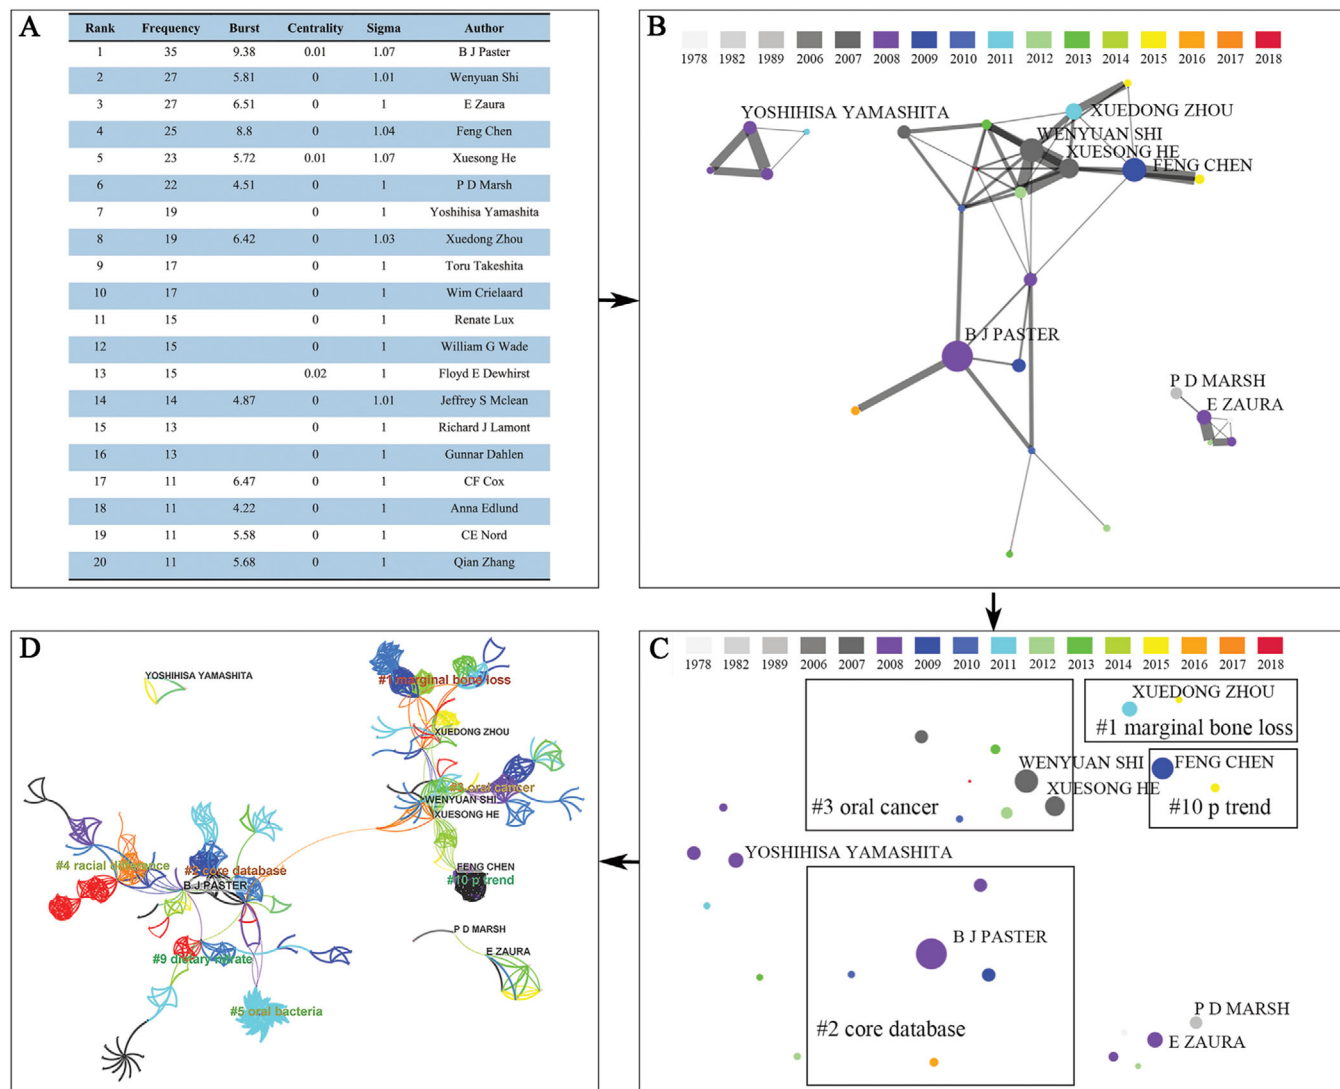 A
Rank Frequency Burst Centrality Sigma Author
1 35 9.38 0.01 1.07 B J Paster
2 27 5.81 0 1.01 Wenyuan Shi
3 27 6.51 0 1 E Zaura
4 25 8.8 0 1.04 Feng Chen
5 23 5.72 0.01 1.07 Xuesong He
6 22 4.51 0 1 P D Marsh
7 19 0 1 Yoshihisa Yamashita
8 19 6.42 0 1.03 Xuedong Zhou
9 17 0 1 Toru Takeshita
10 17 0 1 Wim Crielaard
11 15 0 1 Renate Lux
12 15 0 1 William G Wade
13 15 0.02 1 Floyd E Dewhirst
14 14 4.87 0 1.01 Jeffrey S Mclean
15 13 0 1 Richard J Lamont
16 13 0 1 Gunnar Dahlen
17 11 6.47 0 1 CF Cox
18 11 4.22 0 1 Anna Edlund
19 11 5.58 0 1 CE Nord
20 11 5.68 0 1 Qian Zhang
B
1978 1982 1989 2006 2007 2008 2009 2010 2011 2012 2013 2014 2015 2016 2017 2018
YOSHIHISA YAMASHITA
XUEDONG ZHOU
WENYUAN SHI
XUESONG HE
FENG CHEN
B J PASTER
P D MARSH
E ZAURA
C
1978 1982 1989 2006 2007 2008 2009 2010 2011 2012 2013 2014 2015 2016 2017 2018
XUEDONG ZHOU
#1 marginal bone loss
WENYUAN SHI
FENG CHEN
XUESONG HE
#3 oral cancer
#10 p trend
YOSHIHISA YAMASHITA
B J PASTER
#2 core database
P D MARSH
E ZAURA
D
YOSHIHISA YAMASHITA
#1 marginal bone loss
XUEDONG ZHOU
#3 oral cancer
WENYUAN SHI
XUESONG HE
FENG CHEN
#10 p trend
#4 racial difference
#2 core database
B J PASTER
P D MARSH
E ZAURA
#9 dietary nitrate
#5 oral bacteria